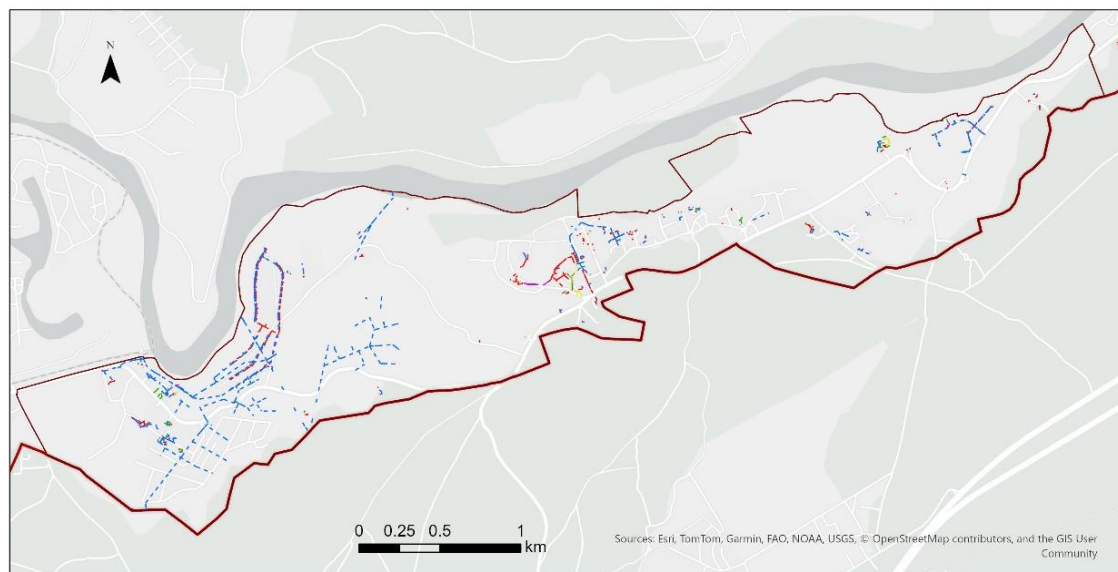 N
0 0.25 0.5 1
km
Sources: Esri, TomTom, Garmin, FAO, NOAA, USGS, © OpenStreetMap contributors, and the GIS User
Community